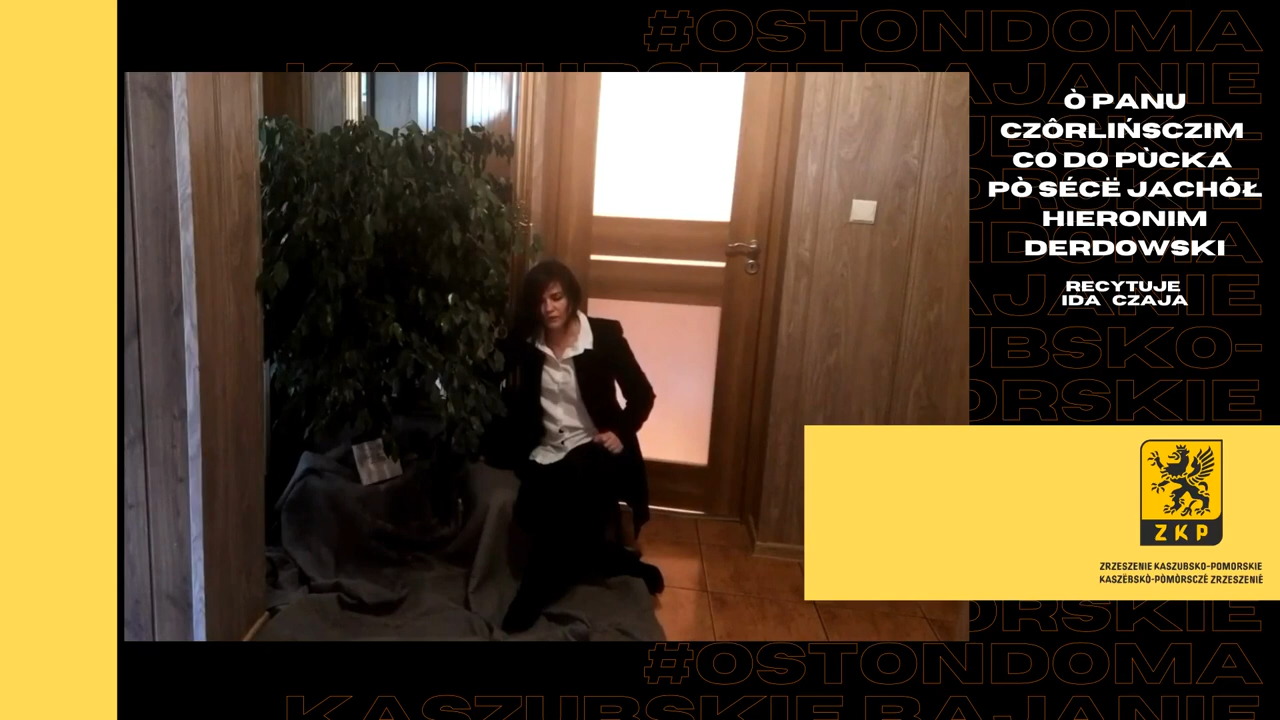 #OSTONDOMA
KASZUBSKIE BAJANIE
Ò PANU
CZÔRLIŃSCZIM
CO DO PÙCKA
PÒ SÉCË JACHÔŁ
HIERONIM
DERDOWSKI
RECYTUJE
IDA CZAJA
ZKP
ZRZESZENIE KASZUBSKO-POMORSKIE
KASZËBSKÒ-PÒMÒRSCZÉ ZRZESZENIÉ
#OSTONDOMA
KASZUBSKIE BAJANIE